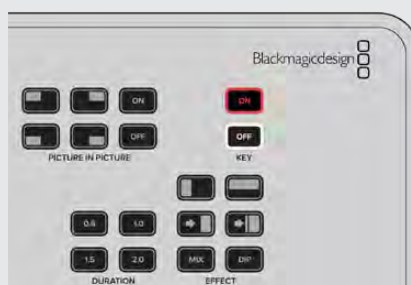 Blackmagicdesign
ON
ON
OFF
OFF
PICTURE IN PICTURE
KEY
0.5
1.0
1.5
2.0
MIX
DIP
DURATION
EFFECT